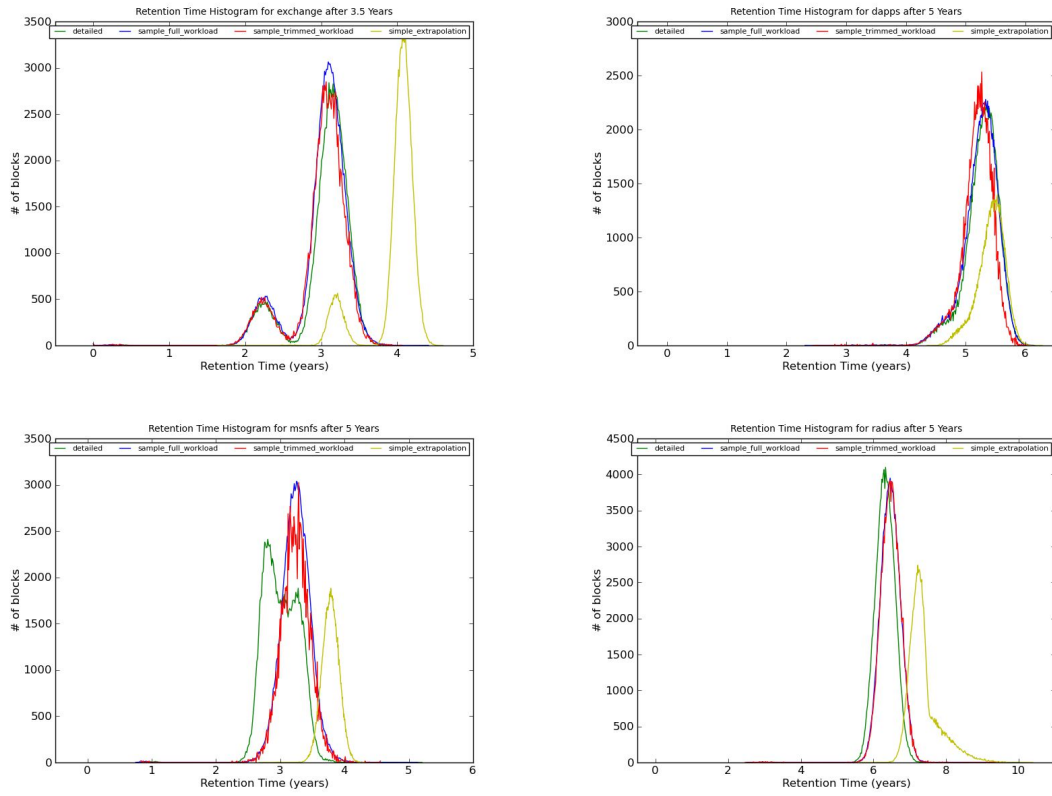 Retention Time Histogram for exchange after 3.5 Years
detailed sample_full_workload sample_trimmed_workload simple_extrapolation
3500
3000
2500
2000
1500
1000
500
0
# of blocks
0 1 2 3 4 5
Retention Time (years)
Retention Time Histogram for dapps after 5 Years
detailed sample_full_workload sample_trimmed_workload simple_extrapolation
3000
2500
2000
1500
1000
500
0
# of blocks
0 1 2 3 4 5 6
Retention Time (years)
Retention Time Histogram for msnfs after 5 Years
detailed sample_full_workload sample_trimmed_workload simple_extrapolation
3500
3000
2500
2000
1500
1000
500
0
# of blocks
0 1 2 3 4 5 6
Retention Time (years)
Retention Time Histogram for radius after 5 Years
detailed sample_full_workload sample_trimmed_workload simple_extrapolation
4500
4000
3500
3000
2500
2000
1500
1000
500
0
# of blocks
0 2 4 6 8 10
Retention Time (years)